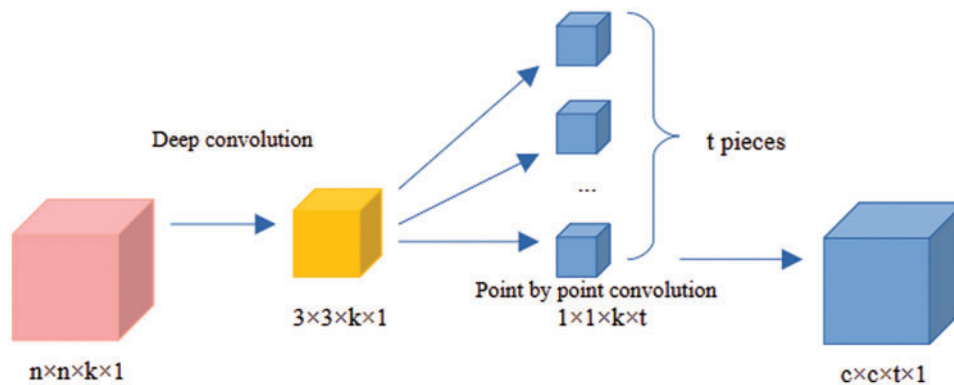 Deep convolution
t pieces
...
Point by point convolution
3×3×k×1
1×1×k×t
n×n×k×1
c×c×t×1